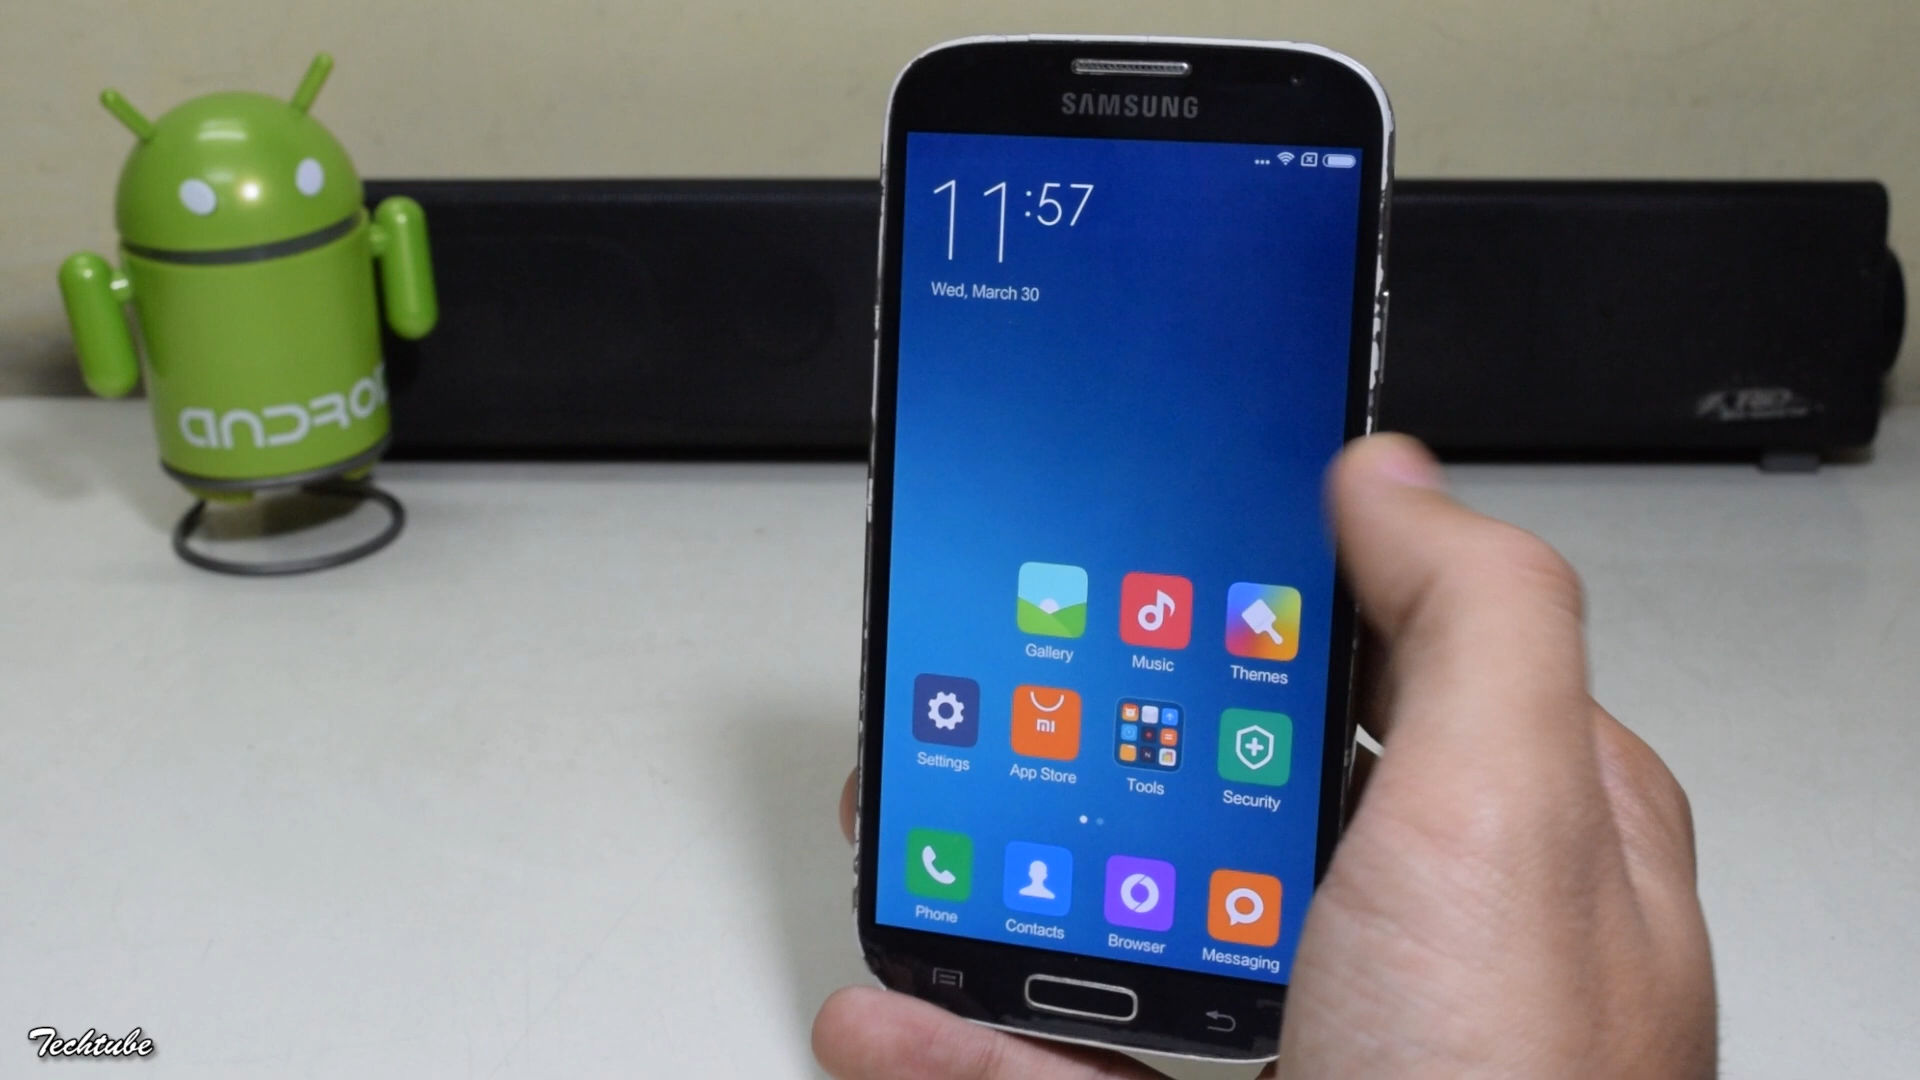 SAMSUNG
11:57
Wed, March 30
ANDRO
Gallery
Music
Themes
mi
Settings
App Store
Tools
Security
Phone
Contacts
Browser
Messaging
Techtube